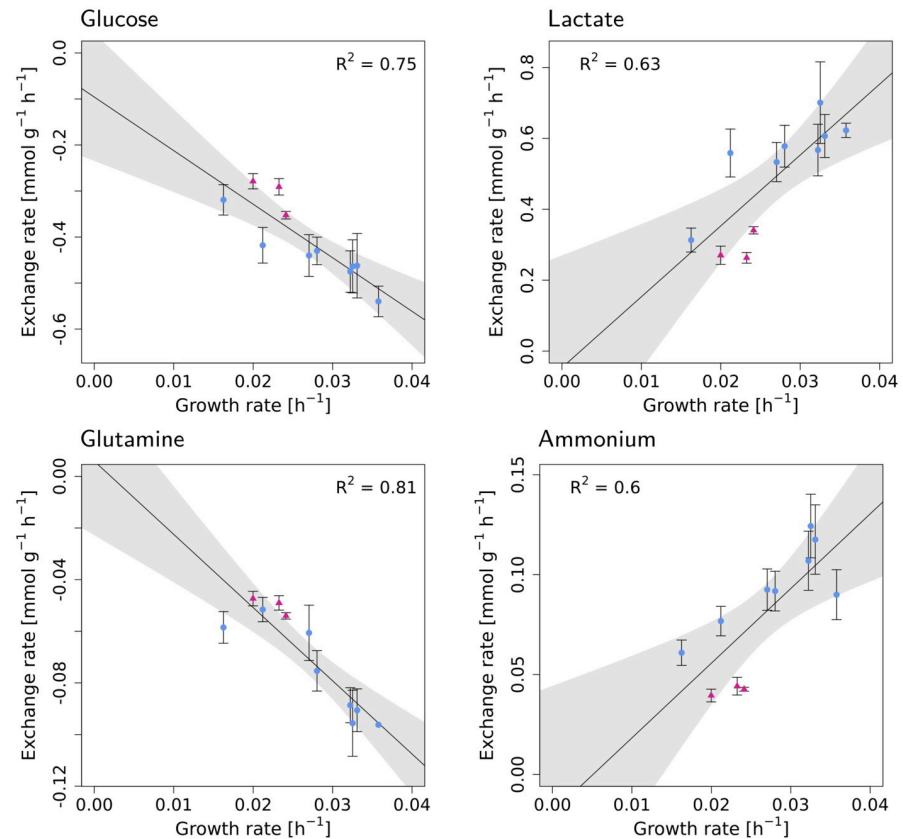 Glucose
R² = 0.75
0.0
-0.2
-0.4
-0.6
Exchange rate [mmol g⁻¹ h⁻¹]
0.00 0.01 0.02 0.03 0.04
Growth rate [h⁻¹]
Lactate
R² = 0.63
0.8
0.6
0.4
0.2
0.0
Exchange rate [mmol g⁻¹ h⁻¹]
0.00 0.01 0.02 0.03 0.04
Growth rate [h⁻¹]
Glutamine
R² = 0.81
0.00
-0.04
-0.08
-0.12
Exchange rate [mmol g⁻¹ h⁻¹]
0.00 0.01 0.02 0.03 0.04
Growth rate [h⁻¹]
Ammonium
R² = 0.6
0.15
0.10
0.05
0.00
Exchange rate [mmol g⁻¹ h⁻¹]
0.00 0.01 0.02 0.03 0.04
Growth rate [h⁻¹]